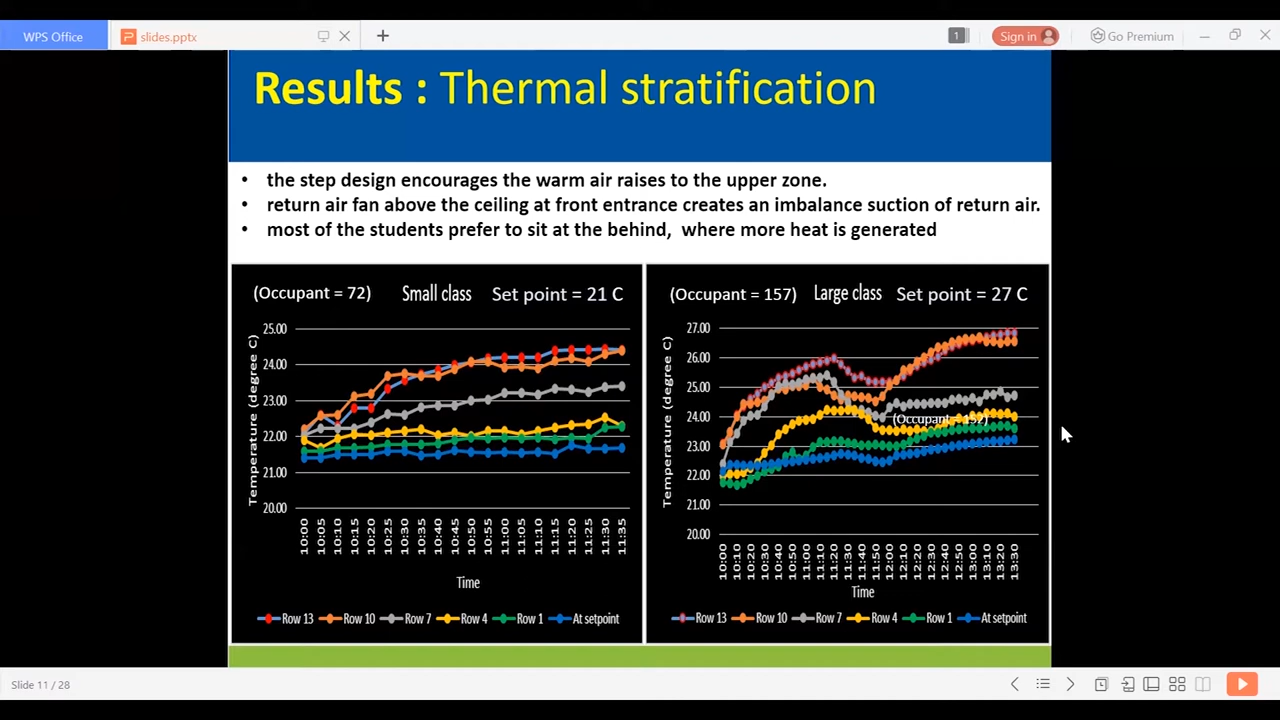 WPS Office
slides.pptx
1
Sign in
Go Premium
Results : Thermal stratification
• the step design encourages the warm air raises to the upper zone.
• return air fan above the ceiling at front entrance creates an imbalance suction of return air.
• most of the students prefer to sit at the behind, where more heat is generated
(Occupant = 72) Small class Set point = 21 C
Temperature (degree C)
25.00
24.00
23.00
22.00
21.00
20.00
10:00 10:05 10:10 10:15 10:20 10:25 10:30 10:35 10:40 10:45 10:50 10:55 11:00 11:05 11:10 11:15 11:20 11:25 11:30 11:35
Time
Row 13 Row 10 Row 7 Row 4 Row 1 At setpoint
(Occupant = 157) Large class Set point = 27 C
Temperature (degree C)
27.00
26.00
25.00
24.00
23.00
22.00
21.00
20.00
(Occupant = 
10:00 10:10 10:20 10:30 10:40 10:50 11:00 11:10 11:20 11:30 11:40 11:50 12:00 12:10 12:20 12:30 12:40 12:50 13:00 13:10 13:20 13:30
Time
Row 13 Row 10 Row 7 Row 4 Row 1 At setpoint
Slide 11 / 28